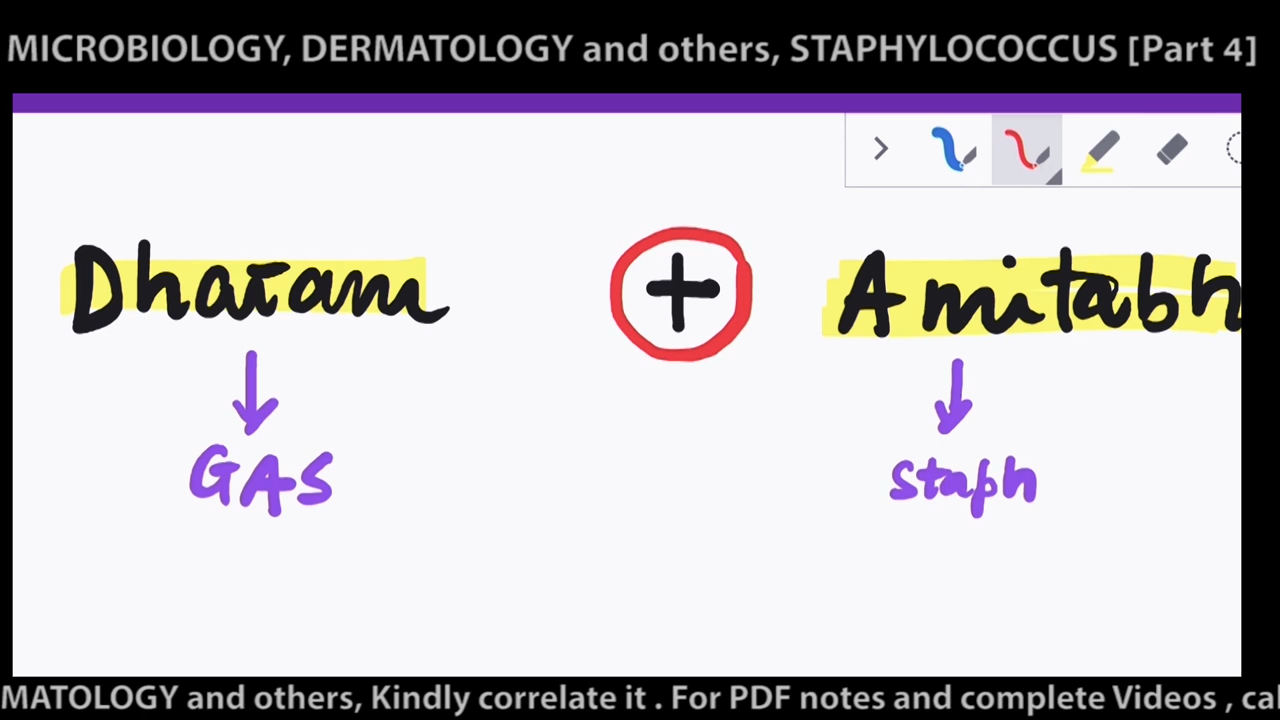 MICROBIOLOGY, DERMATOLOGY and others, STAPHYLOCOCCUS [Part 4]
Dharam + Amitabh
GAS Staph
MATOLOGY and others, Kindly correlate it . For PDF notes and complete Videos , cal